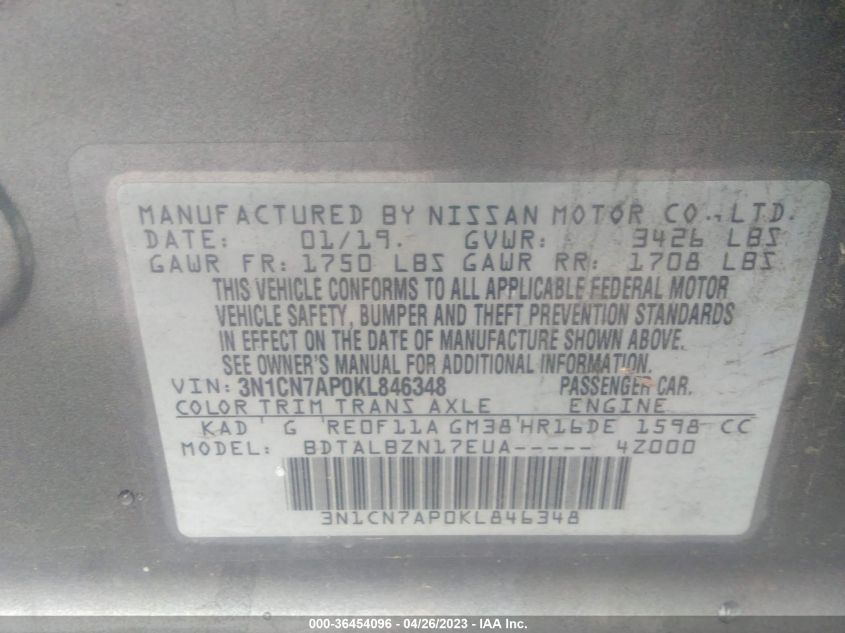 MANUFACTURED BY NISSAN MOTOR CO.,LTD.
DATE: 01/19. GVWR: 3426 LBS
GAWR FR: 1750 LBS GAWR RR: 1708 LBS
THIS VEHICLE CONFORMS TO ALL APPLICABLE FEDERAL MOTOR
VEHICLE SAFETY, BUMPER AND THEFT PREVENTION STANDARDS
IN EFFECT ON THE DATE OF MANUFACTURE SHOWN ABOVE.
SEE OWNER'S MANUAL FOR ADDITIONAL INFORMATION.
VIN: 3N1CN7AP0KL846348 PASSENGER CAR.
COLOR TRIM TRANS AXLE ENGINE
KAD ' G 'RE0F11A GM38'HR16DE 1598 CC
MODEL: BDTALBZN17EUA----- 4Z000
3N1CN7AP0KL846348
000-36454096 - 04/26/2023 - IAA Inc.